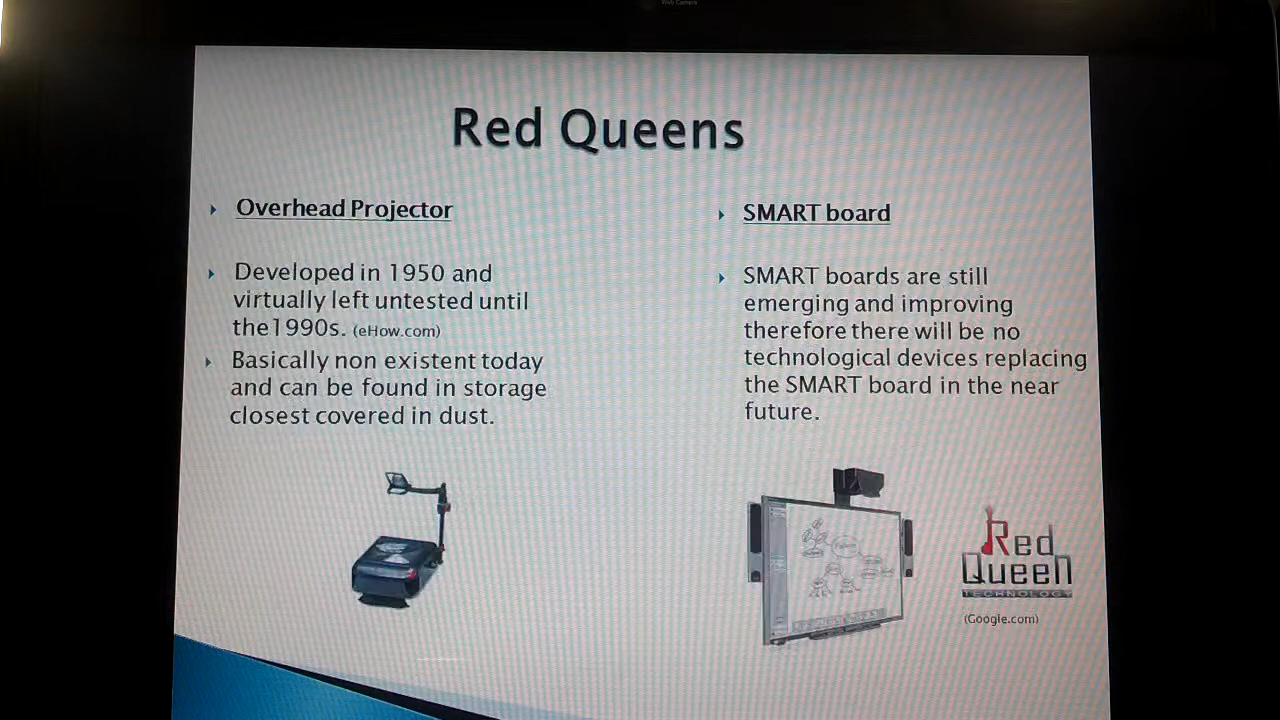 Web Camera
Red Queens
Overhead Projector
Developed in 1950 and
virtually left untested until
the1990s. (eHow.com)
Basically non existent today
and can be found in storage
closest covered in dust.
SMART board
SMART boards are still
emerging and improving
therefore there will be no
technological devices replacing
the SMART board in the near
future.
Red
Queen
TECHNOLOGY
(Google.com)